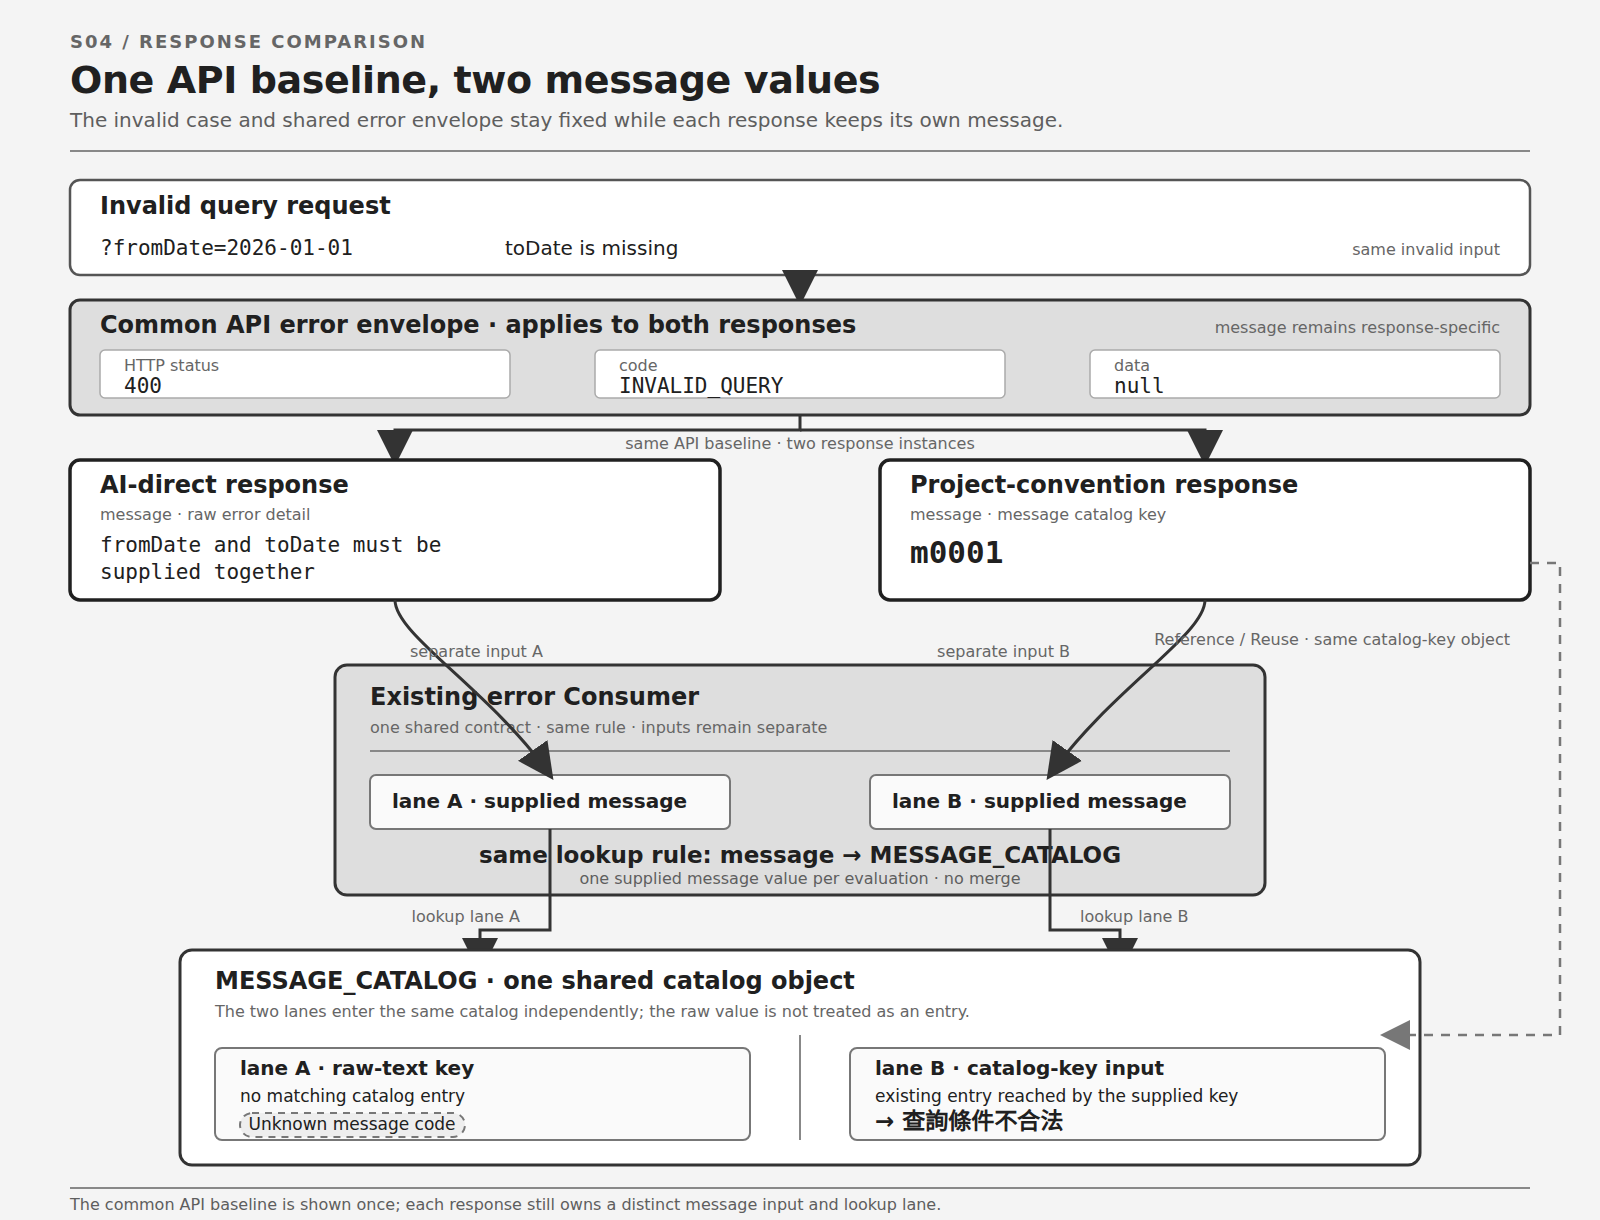 S04 / RESPONSE COMPARISON
One API baseline, two message values
The invalid case and shared error envelope stay fixed while each response keeps its own message.
Invalid query request
?fromDate=2026-01-01
toDate is missing
same invalid input
Common API error envelope · applies to both responses
message remains response-specific
HTTP status
400
code
INVALID_QUERY
data
null
same API baseline · two response instances
AI-direct response
message · raw error detail
fromDate and toDate must be
supplied together
Project-convention response
message · message catalog key
m0001
separate input A
separate input B
Reference / Reuse · same catalog-key object
Existing error Consumer
one shared contract · same rule · inputs remain separate
lane A · supplied message
lane B · supplied message
same lookup rule: message → MESSAGE_CATALOG
one supplied message value per evaluation · no merge
lookup lane A
lookup lane B
MESSAGE_CATALOG · one shared catalog object
The two lanes enter the same catalog independently; the raw value is not treated as an entry.
lane A · raw-text key
no matching catalog entry
Unknown message code
lane B · catalog-key input
existing entry reached by the supplied key
→ 查詢條件不合法
The common API baseline is shown once; each response still owns a distinct message input and lookup lane.